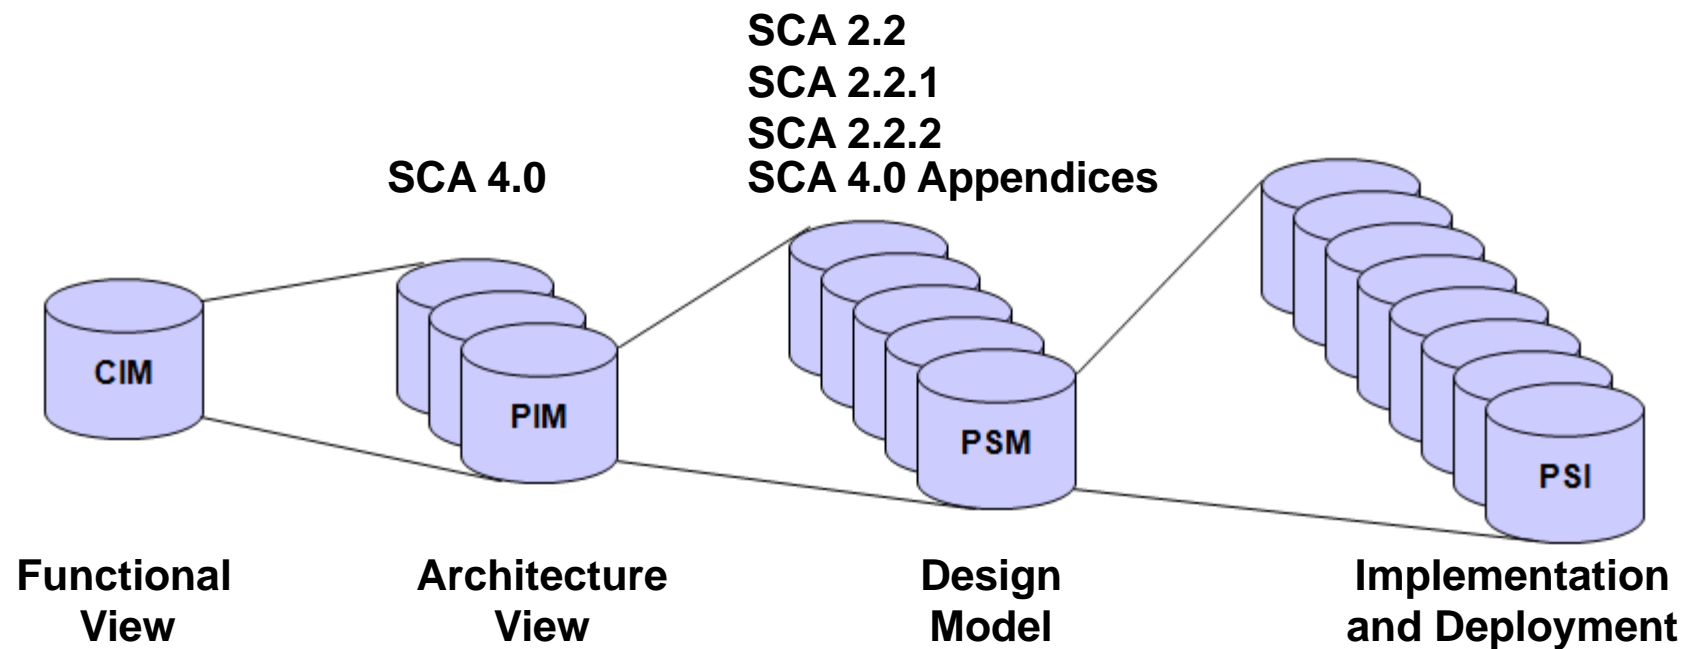 SCA 2.2
SCA 2.2.1
SCA 2.2.2
SCA 4.0
SCA 4.0 Appendices
CIM
PIM
PSM
PSI
Functional
View
Architecture
View
Design
Model
Implementation
and Deployment